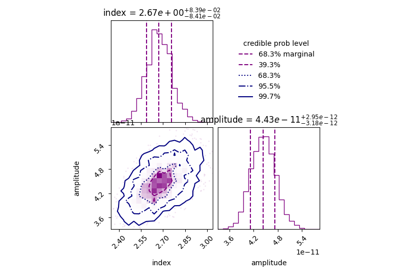 index = 2.67e+00 +8.39e-02 -8.41e-02
credible prob level
68.3% marginal
39.3%
68.3%
95.5%
99.7%
1e-11
amplitude = 4.43e-11 +2.95e-12 -3.18e-12
amplitude
5.4
4.8
4.2
3.6
2.40 2.55 2.70 2.85 3.00
3.6 4.2 4.8 5.4
1e-11
index
amplitude